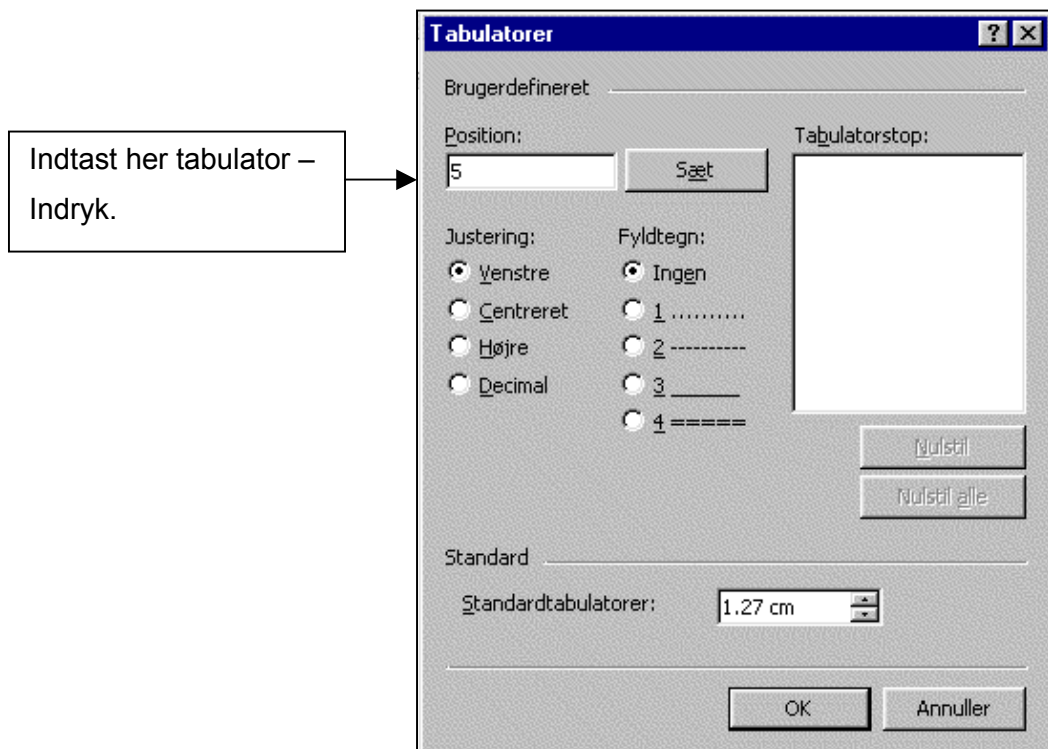 Tabulatorer
Brugerdefineret
Indtast her tabulator –
Indryk.
Position:
Tabulatorstop:
5
Sæt
Justering:
Fyldtegn:
Venstre
Ingen
Centreret
1 ..........
Højre
2 ----------
Decimal
3 ______
4 =====
Nulstil
Nulstil alle
Standard
Standardtabulatorer:
1.27 cm
OK
Annuller